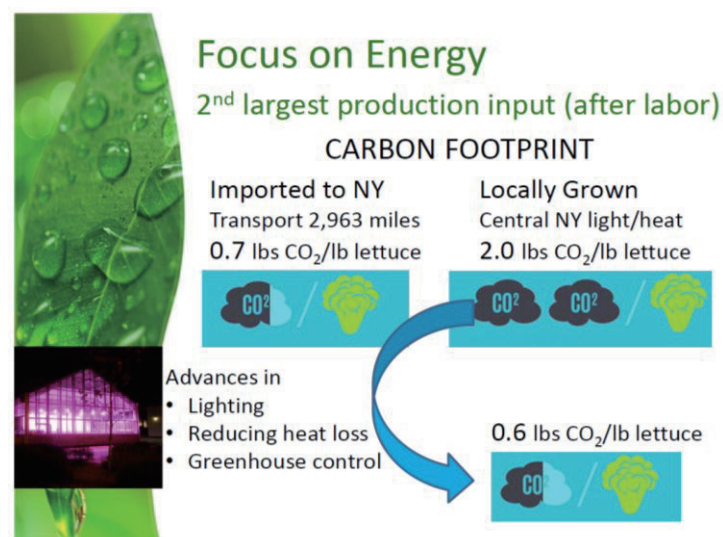 Focus on Energy
2nd largest production input (after labor)
CARBON FOOTPRINT
Imported to NY
Transport 2,963 miles
0.7 lbs CO₂/lb lettuce
CO²
/
Locally Grown
Central NY light/heat
2.0 lbs CO₂/lb lettuce
CO² CO²
/
Advances in
• Lighting
• Reducing heat loss
• Greenhouse control
0.6 lbs CO₂/lb lettuce
CO
/